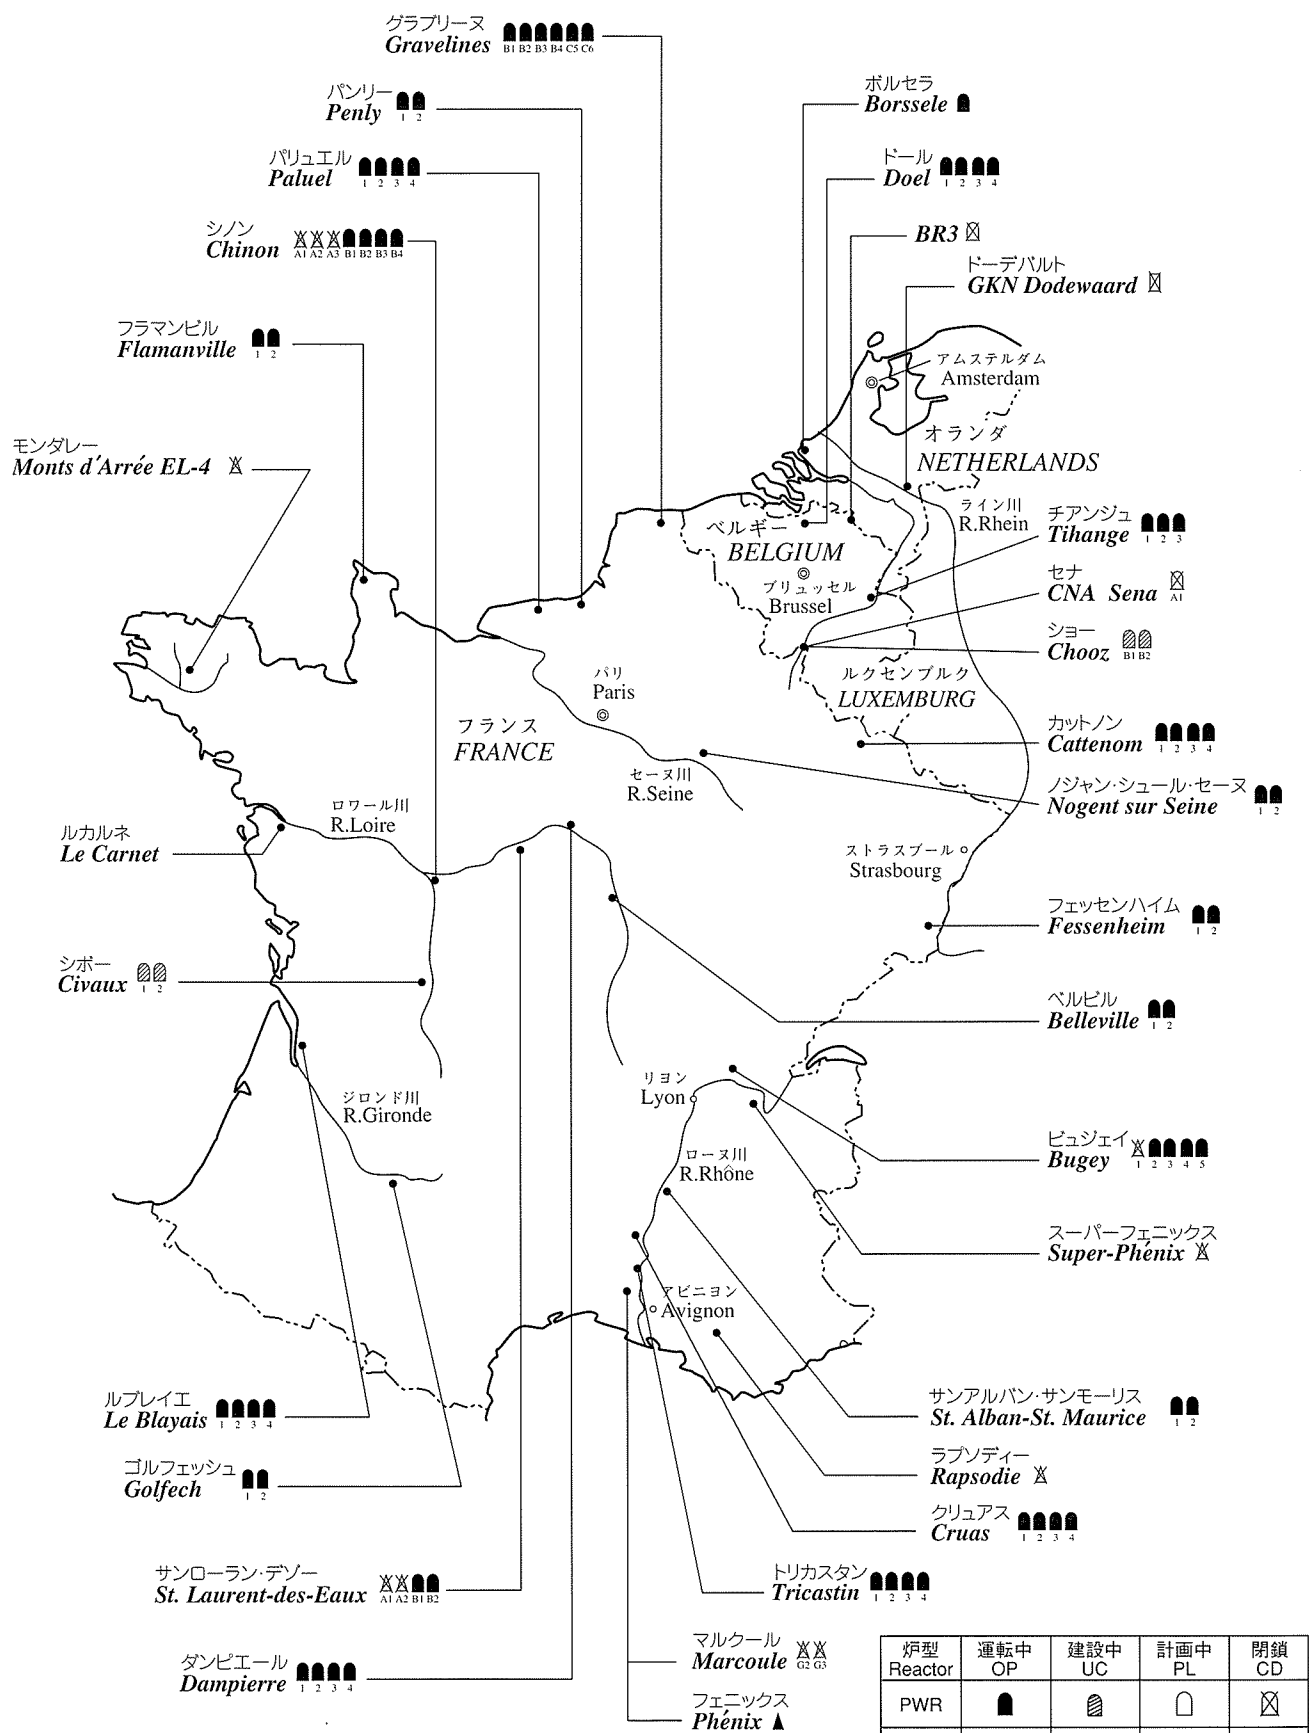 グラブリーヌ
Gravelines
B1 B2 B3 B4 C5 C6
パンリー
Penly
1 2
パリュエル
Paluel
1 2 3 4
シノン
Chinon
A1 A2 A3 B1 B2 B3 B4
フラマンビル
Flamanville
1 2
モンダレー
Monts d'Arrée EL-4
ボルセラ
Borssele
ドール
Doel
1 2 3 4
BR3
ドーデバルト
GKN Dodewaard
アムステルダム
Amsterdam
オランダ
NETHERLANDS
ライン川
R.Rhein
ベルギー
BELGIUM
ブリュッセル
Brussel
チアンジュ
Tihange
1 2 3
セナ
CNA Sena
A1
ショー
Chooz
B1 B2
ルクセンブルク
LUXEMBURG
パリ
Paris
フランス
FRANCE
カットノン
Cattenom
1 2 3 4
セーヌ川
R.Seine
ノジャン・シュール・セーヌ
Nogent sur Seine
1 2
ロワール川
R.Loire
ルカルネ
Le Carnet
ストラスブール
Strasbourg
フェッセンハイム
Fessenheim
1 2
シボー
Civaux
1 2
ベルビル
Belleville
1 2
リヨン
Lyon
ジロンド川
R.Gironde
ビュジェイ
Bugey
1 2 3 4 5
ローヌ川
R.Rhône
スーパーフェニックス
Super-Phénix
アビニヨン
Avignon
ルブレイエ
Le Blayais
1 2 3 4
サンアルバン・サンモーリス
St. Alban-St. Maurice
1 2
ゴルフェッシュ
Golfech
1 2
ラプソディー
Rapsodie
クリュアス
Cruas
1 2 3 4
サンローラン・デゾー
St. Laurent-des-Eaux
A1 A2 B1 B2
トリカスタン
Tricastin
1 2 3 4
ダンピエール
Dampierre
1 2 3 4
マルクール
Marcoule
G2 G3
フェニックス
Phénix
炉型 運転中 建設中 計画中 閉鎖
Reactor OP UC PL CD
PWR